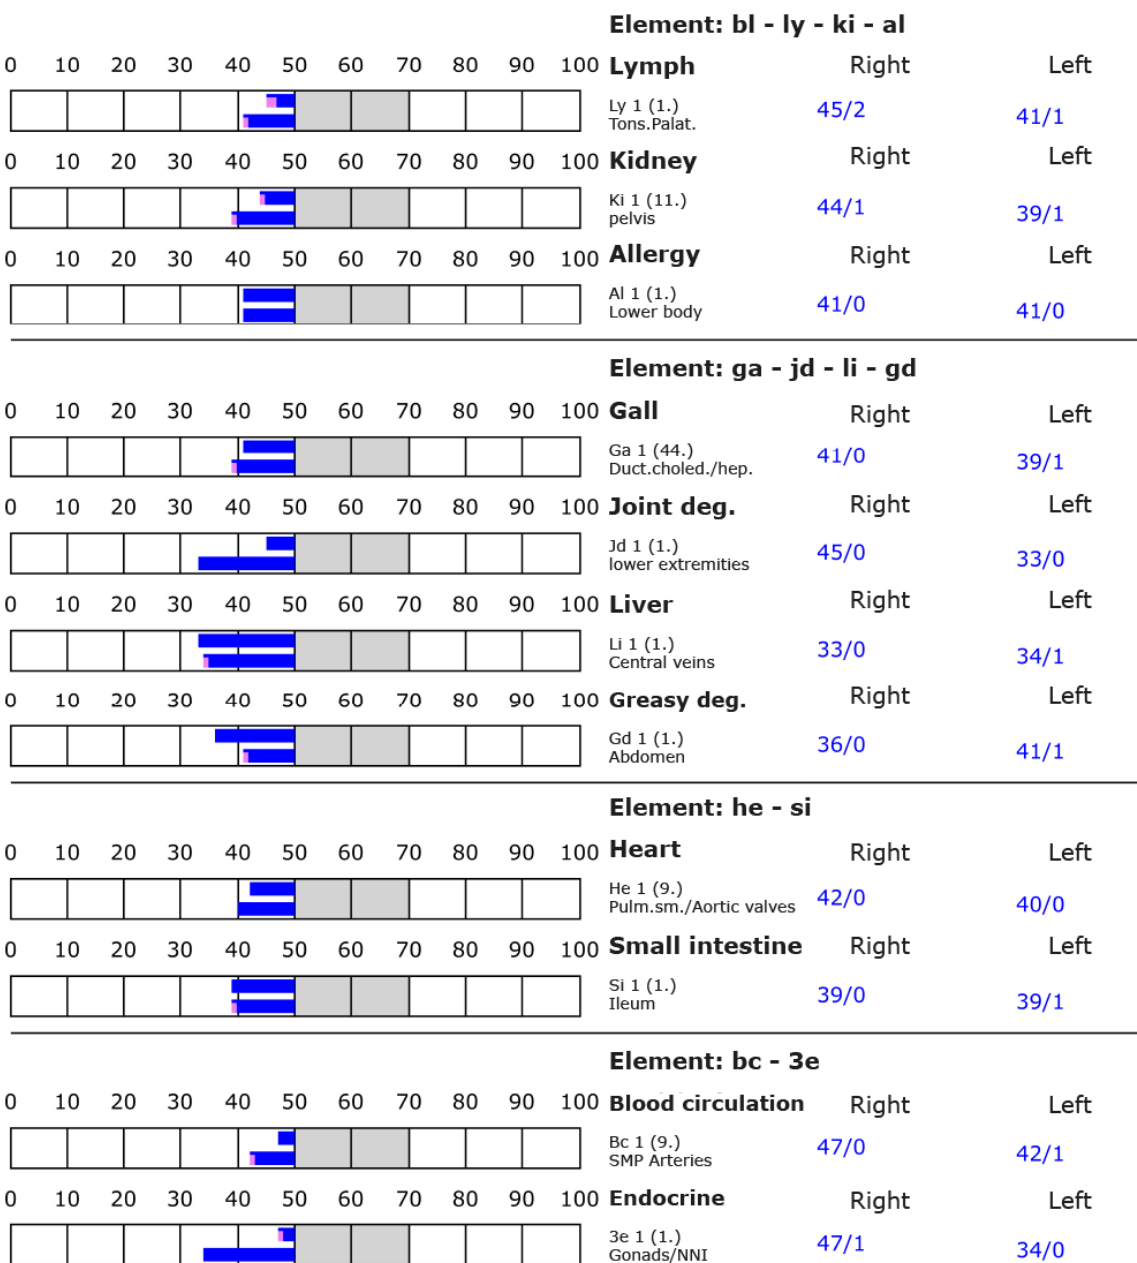 Element: bl - ly - ki - al
0 10 20 30 40 50 60 70 80 90 100 Lymph Right Left
Ly 1 (1.) 45/2 41/1
Tons.Palat.
0 10 20 30 40 50 60 70 80 90 100 Kidney Right Left
Ki 1 (11.) 44/1 39/1
pelvis
0 10 20 30 40 50 60 70 80 90 100 Allergy Right Left
Al 1 (1.) 41/0 41/0
Lower body
Element: ga - jd - li - gd
0 10 20 30 40 50 60 70 80 90 100 Gall Right Left
Ga 1 (44.) 41/0 39/1
Duct.choled./hep.
0 10 20 30 40 50 60 70 80 90 100 Joint deg. Right Left
Jd 1 (1.) 45/0 33/0
lower extremities
0 10 20 30 40 50 60 70 80 90 100 Liver Right Left
Li 1 (1.) 33/0 34/1
Central veins
0 10 20 30 40 50 60 70 80 90 100 Greasy deg. Right Left
Gd 1 (1.) 36/0 41/1
Abdomen
Element: he - si
0 10 20 30 40 50 60 70 80 90 100 Heart Right Left
He 1 (9.) 42/0 40/0
Pulm.sm./Aortic valves
0 10 20 30 40 50 60 70 80 90 100 Small intestine Right Left
Si 1 (1.) 39/0 39/1
Ileum
Element: bc - 3e
0 10 20 30 40 50 60 70 80 90 100 Blood circulation Right Left
Bc 1 (9.) 47/0 42/1
SMP Arteries
0 10 20 30 40 50 60 70 80 90 100 Endocrine Right Left
3e 1 (1.) 47/1 34/0
Gonads/NNI